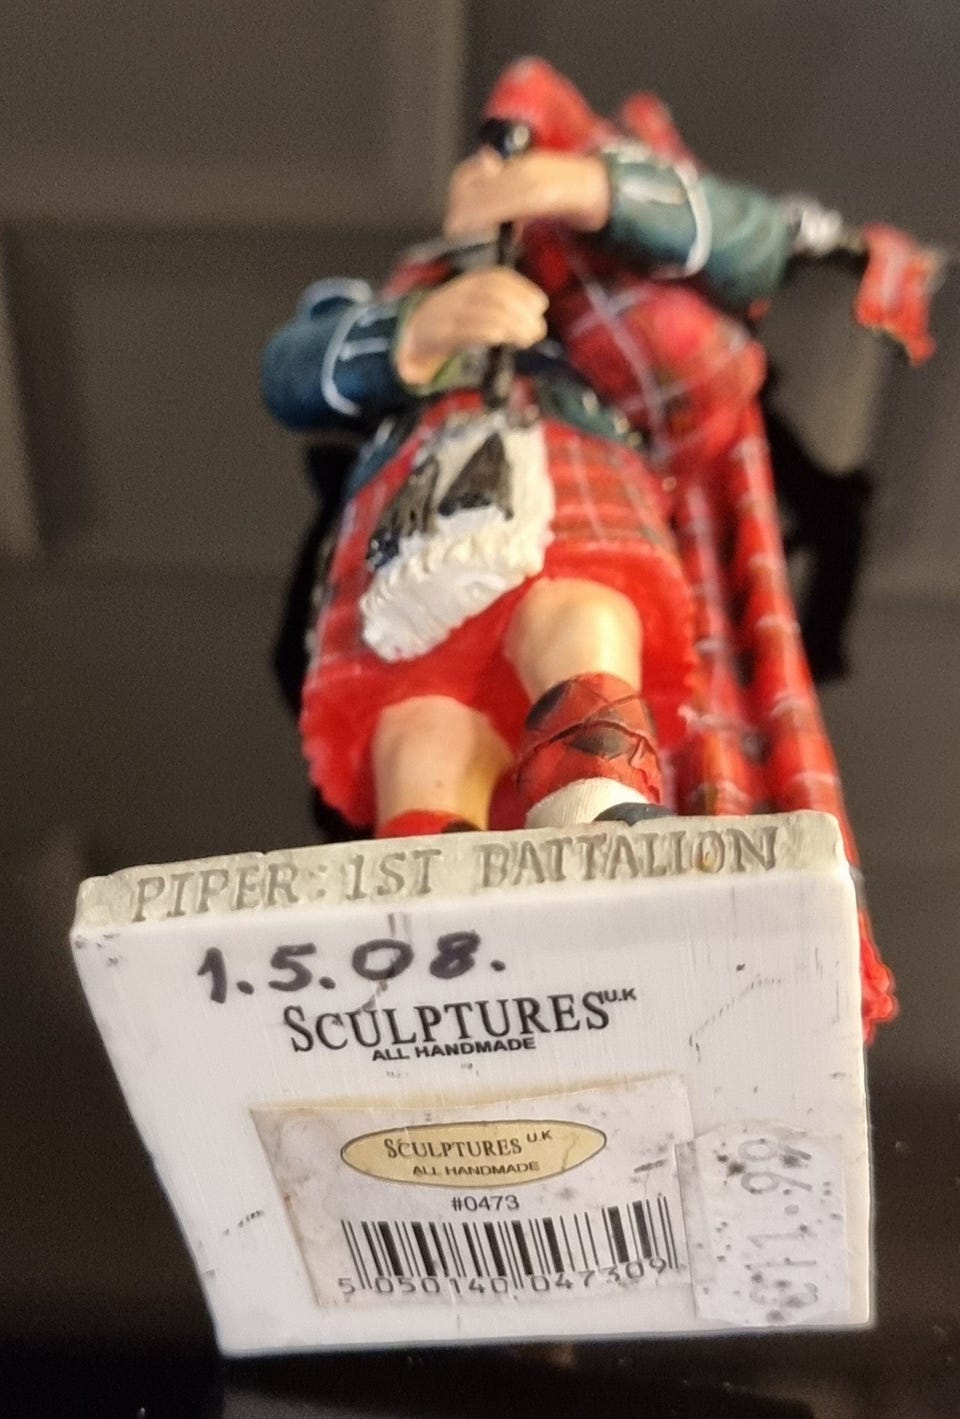 PIPER: 1ST BATTALION
1.5.08.
SCULPTURES U.K
ALL HANDMADE
SCULPTURES U.K
ALL HANDMADE
#0473
5 050140 047309
£11.99